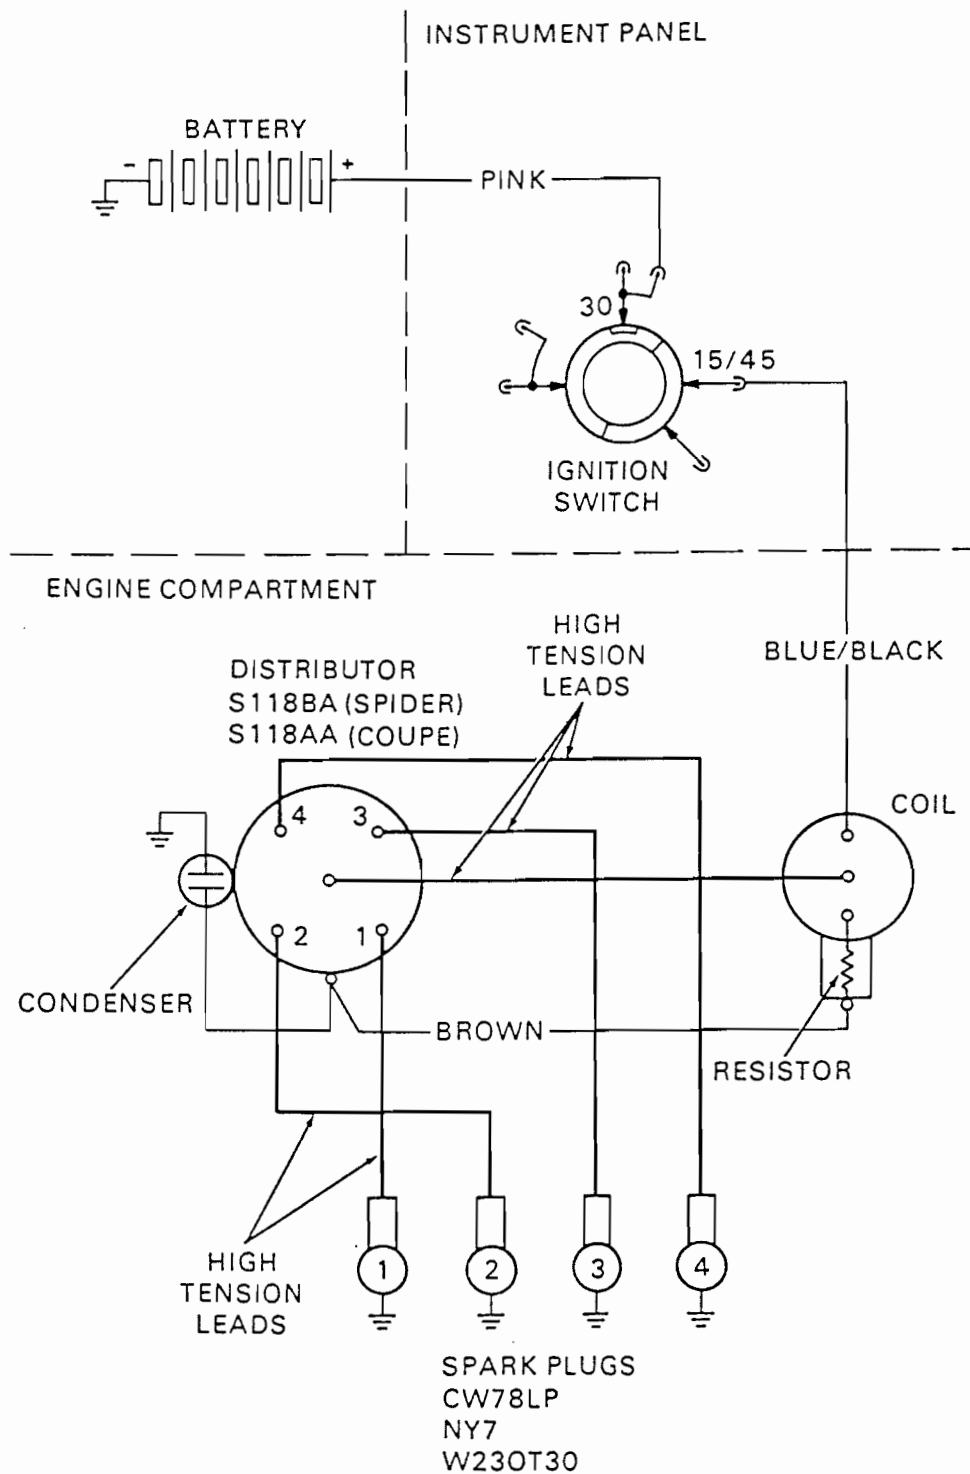 INSTRUMENT PANEL
BATTERY
- +
PINK
30
15/45
IGNITION
SWITCH
ENGINE COMPARTMENT
HIGH
TENSION
LEADS
BLUE/BLACK
DISTRIBUTOR
S118BA (SPIDER)
S118AA (COUPE)
COIL
4 3
2 1
CONDENSER
BROWN
RESISTOR
HIGH
TENSION
LEADS
1 2 3 4
SPARK PLUGS
CW78LP
NY7
W230T30